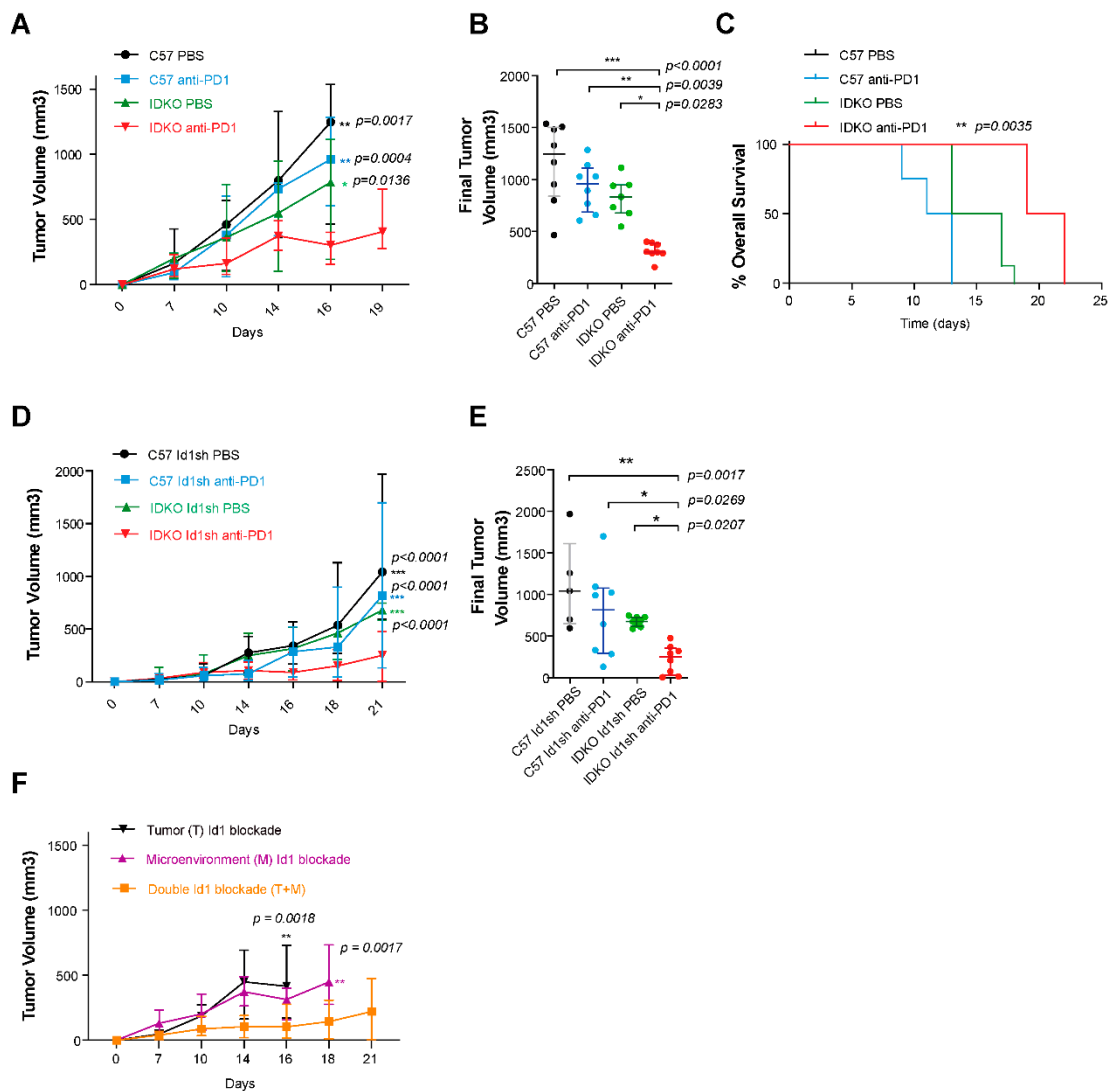 A
C57 PBS
C57 anti-PD1
IDKO PBS
IDKO anti-PD1
Tumor Volume (mm3)
1500
1000
500
0
** p=0.0017
** p=0.0004
* p=0.0136
0 7 10 14 16 19
Days
B
*** p<0.0001
** p=0.0039
* p=0.0283
Final Tumor
Volume (mm3)
2000
1500
1000
500
0
C57 PBS
C57 anti-PD1
IDKO PBS
IDKO anti-PD1
C
C57 PBS
C57 anti-PD1
IDKO PBS
IDKO anti-PD1
** p=0.0035
% Overall Survival
100
50
0
0 5 10 15 20 25
Time (days)
D
C57 Id1sh PBS
C57 Id1sh anti-PD1
IDKO Id1sh PBS
IDKO Id1sh anti-PD1
Tumor Volume (mm3)
2000
1500
1000
500
0
p<0.0001
***
p<0.0001
***
***
p<0.0001
0 7 10 14 16 18 21
Days
E
** p=0.0017
* p=0.0269
* p=0.0207
Final Tumor
Volume (mm3)
2500
2000
1500
1000
500
0
C57 Id1sh PBS
C57 Id1sh anti-PD1
IDKO Id1sh PBS
IDKO Id1sh anti-PD1
F
Tumor (T) Id1 blockade
Microenvironment (M) Id1 blockade
Double Id1 blockade (T+M)
Tumor Volume (mm3)
1500
1000
500
0
p = 0.0018
**
p = 0.0017
**
0 7 10 14 16 18 21
Days